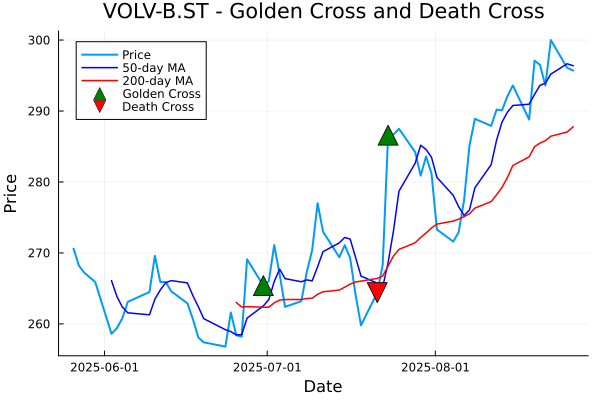 VOLV-B.ST - Golden Cross and Death Cross
300
290
280
270
260
Price
Price
50-day MA
200-day MA
Golden Cross
Death Cross
2025-06-01
2025-07-01
2025-08-01
Date